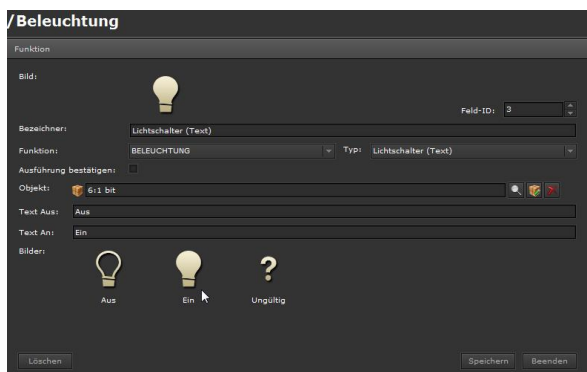 /Beleuchtung
Funktion
Bild:
Feld-ID: 3
Bezeichner: Lichtschalter (Text)
Funktion: BELEUCHTUNG Typ: Lichtschalter (Text)
Ausführung bestätigen:
Objekt: 6:1 bit
Text Aus: Aus
Text An: Ein
Bilder:
Aus Ein Ungültig
Löschen Speichern Beenden